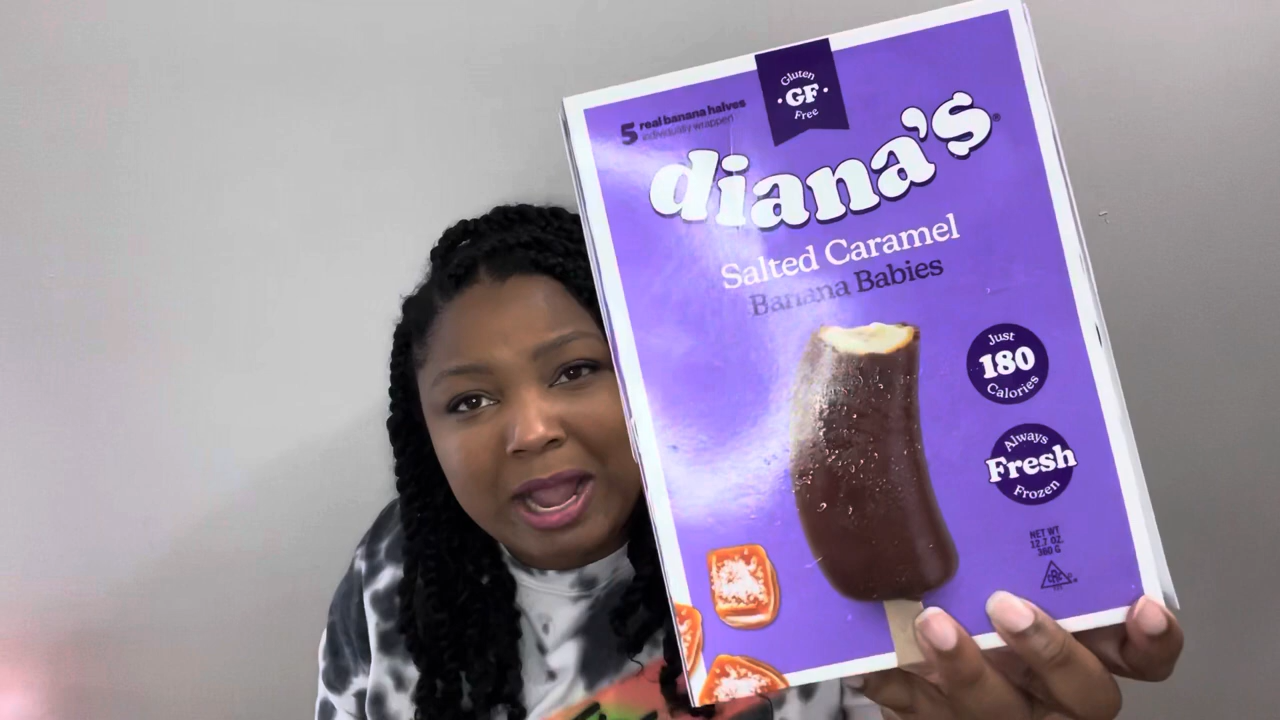 Gluten
GF
Free
5 real banana halves
individually wrapped
diana's®
Salted Caramel
Banana Babies
Just
180
Calories
Always
Fresh
Frozen
NET WT
12.7 OZ.
360 G